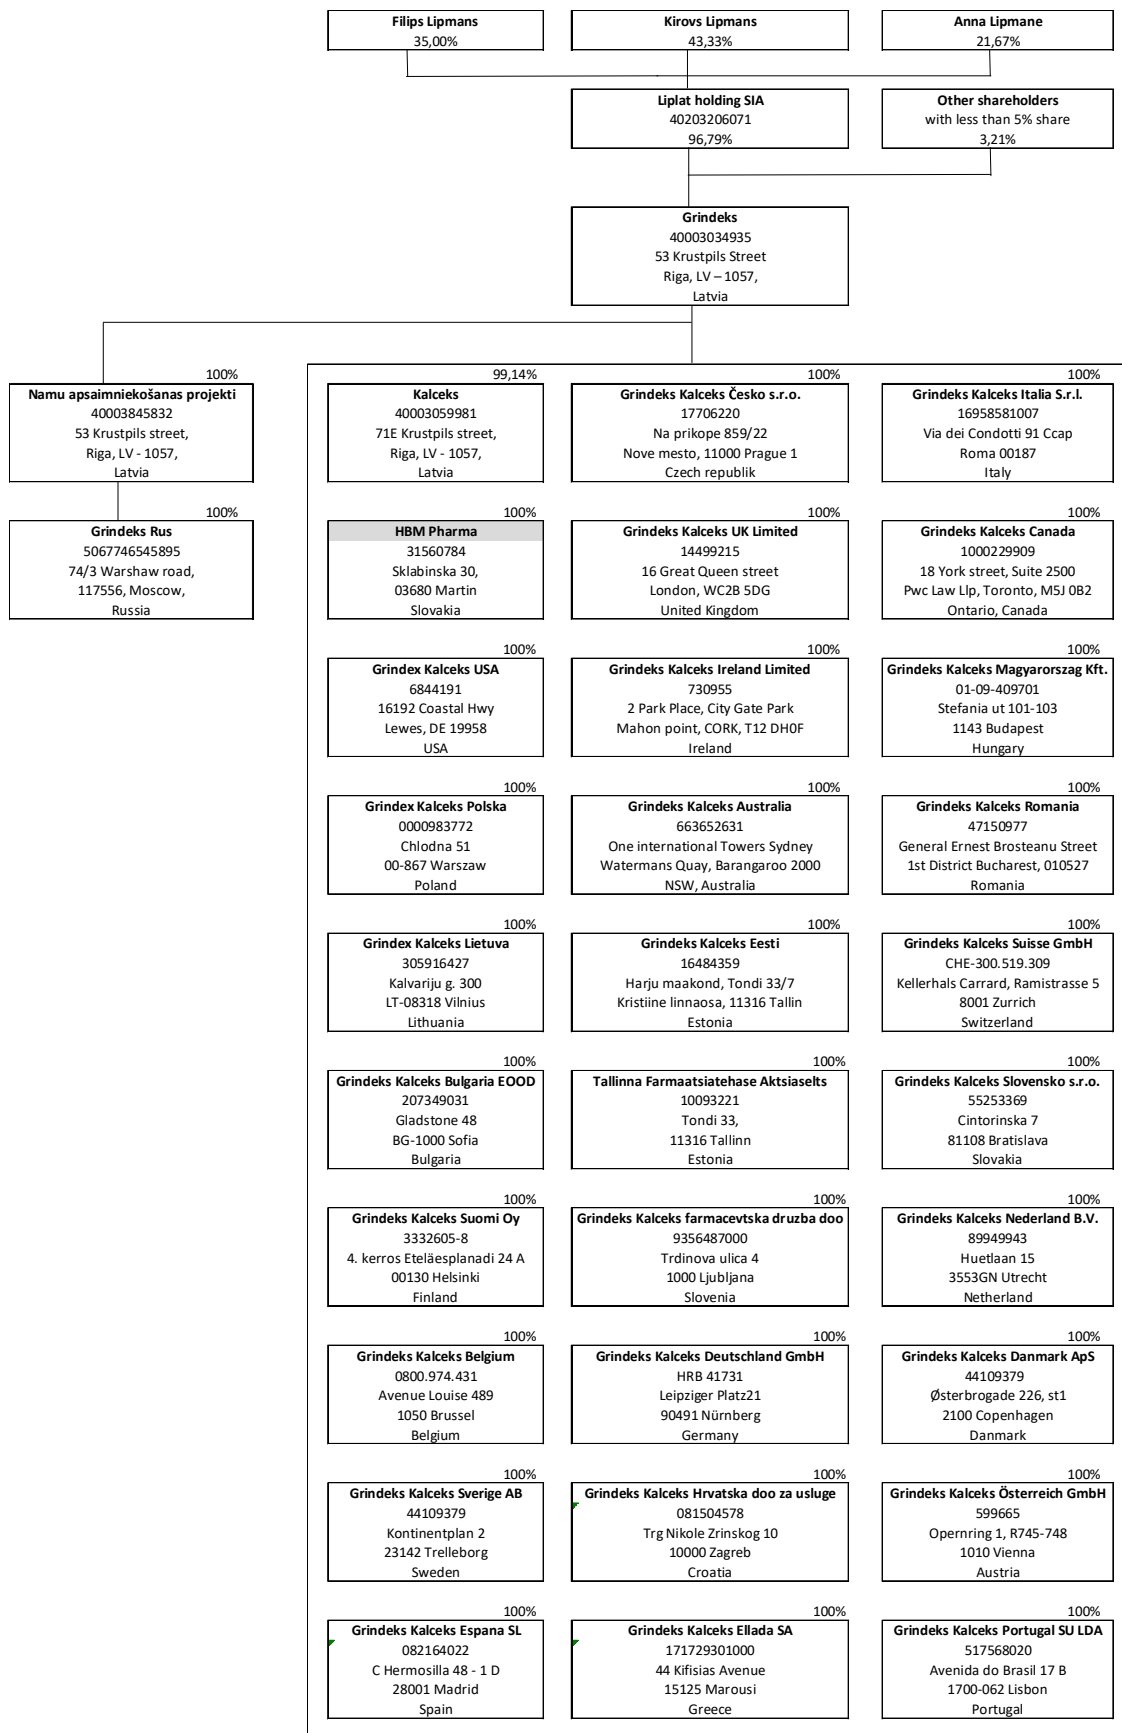 Filips Lipmans
35,00%
Kirovs Lipmans
43,33%
Anna Lipmane
21,67%
Liplat holding SIA
40203206071
96,79%
Other shareholders
with less than 5% share
3,21%
Grindeks
40003034935
53 Krustpils Street
Riga, LV – 1057,
Latvia
100%
Namu apsaimniekošanas projekti
40003845832
53 Krustpils street,
Riga, LV - 1057,
Latvia
99,14%
Kalceks
40003059981
71E Krustpils street,
Riga, LV - 1057,
Latvia
100%
Grindeks Kalceks Česko s.r.o.
17706220
Na prikope 859/22
Nove mesto, 11000 Prague 1
Czech republik
100%
Grindeks Kalceks Italia S.r.l.
16958581007
Via dei Condotti 91 Ccap
Roma 00187
Italy
100%
Grindeks Rus
5067746545895
74/3 Warshaw road,
117556, Moscow,
Russia
100%
HBM Pharma
31560784
Sklabinska 30,
03680 Martin
Slovakia
100%
Grindeks Kalceks UK Limited
14499215
16 Great Queen street
London, WC2B 5DG
United Kingdom
100%
Grindeks Kalceks Canada
1000229909
18 York street, Suite 2500
Pwc Law Llp, Toronto, M5J 0B2
Ontario, Canada
100%
Grindex Kalceks USA
6844191
16192 Coastal Hwy
Lewes, DE 19958
USA
100%
Grindeks Kalceks Ireland Limited
730955
2 Park Place, City Gate Park
Mahon point, CORK, T12 DH0F
Ireland
100%
Grindeks Kalceks Magyarorszag Kft.
01-09-409701
Stefania ut 101-103
1143 Budapest
Hungary
100%
Grindex Kalceks Polska
0000983772
Chlodna 51
00-867 Warszaw
Poland
100%
Grindeks Kalceks Australia
663652631
One international Towers Sydney
Watermans Quay, Barangaroo 2000
NSW, Australia
100%
Grindeks Kalceks Romania
47150977
General Ernest Brosteanu Street
1st District Bucharest, 010527
Romania
100%
Grindex Kalceks Lietuva
305916427
Kalvariju g. 300
LT-08318 Vilnius
Lithuania
100%
Grindeks Kalceks Eesti
16484359
Harju maakond, Tondi 33/7
Kristiine linnaosa, 11316 Tallin
Estonia
100%
Grindeks Kalceks Suisse GmbH
CHE-300.519.309
Kellerhals Carrard, Ramistrasse 5
8001 Zurrich
Switzerland
100%
Grindeks Kalceks Bulgaria EOOD
207349031
Gladstone 48
BG-1000 Sofia
Bulgaria
100%
Tallinna Farmaatsiatehase Aktsiaselts
10093221
Tondi 33,
11316 Tallinn
Estonia
100%
Grindeks Kalceks Slovensko s.r.o.
55253369
Cintorinska 7
81108 Bratislava
Slovakia
100%
Grindeks Kalceks Suomi Oy
3332605-8
4. kerros Eteläesplanadi 24 A
00130 Helsinki
Finland
100%
Grindeks Kalceks farmacevtska druzba doo
9356487000
Trdinova ulica 4
1000 Ljubljana
Slovenia
100%
Grindeks Kalceks Nederland B.V.
89949943
Huetlaan 15
3553GN Utrecht
Netherland
100%
Grindeks Kalceks Belgium
0800.974.431
Avenue Louise 489
1050 Brussel
Belgium
100%
Grindeks Kalceks Deutschland GmbH
HRB 41731
Leipziger Platz21
90491 Nürnberg
Germany
100%
Grindeks Kalceks Danmark ApS
44109379
Østerbrogade 226, st1
2100 Copenhagen
Danmark
100%
Grindeks Kalceks Sverige AB
44109379
Kontinentplan 2
23142 Trelleborg
Sweden
100%
Grindeks Kalceks Hrvatska doo za usluge
081504578
Trg Nikole Zrinskog 10
10000 Zagreb
Croatia
100%
Grindeks Kalceks Österreich GmbH
599665
Opernring 1, R745-748
1010 Vienna
Austria
100%
Grindeks Kalceks Espana SL
082164022
C Hermosilla 48 - 1 D
28001 Madrid
Spain
100%
Grindeks Kalceks Ellada SA
171729301000
44 Kifisias Avenue
15125 Marousi
Greece
100%
Grindeks Kalceks Portugal SU LDA
517568020
Avenida do Brasil 17 B
1700-062 Lisbon
Portugal